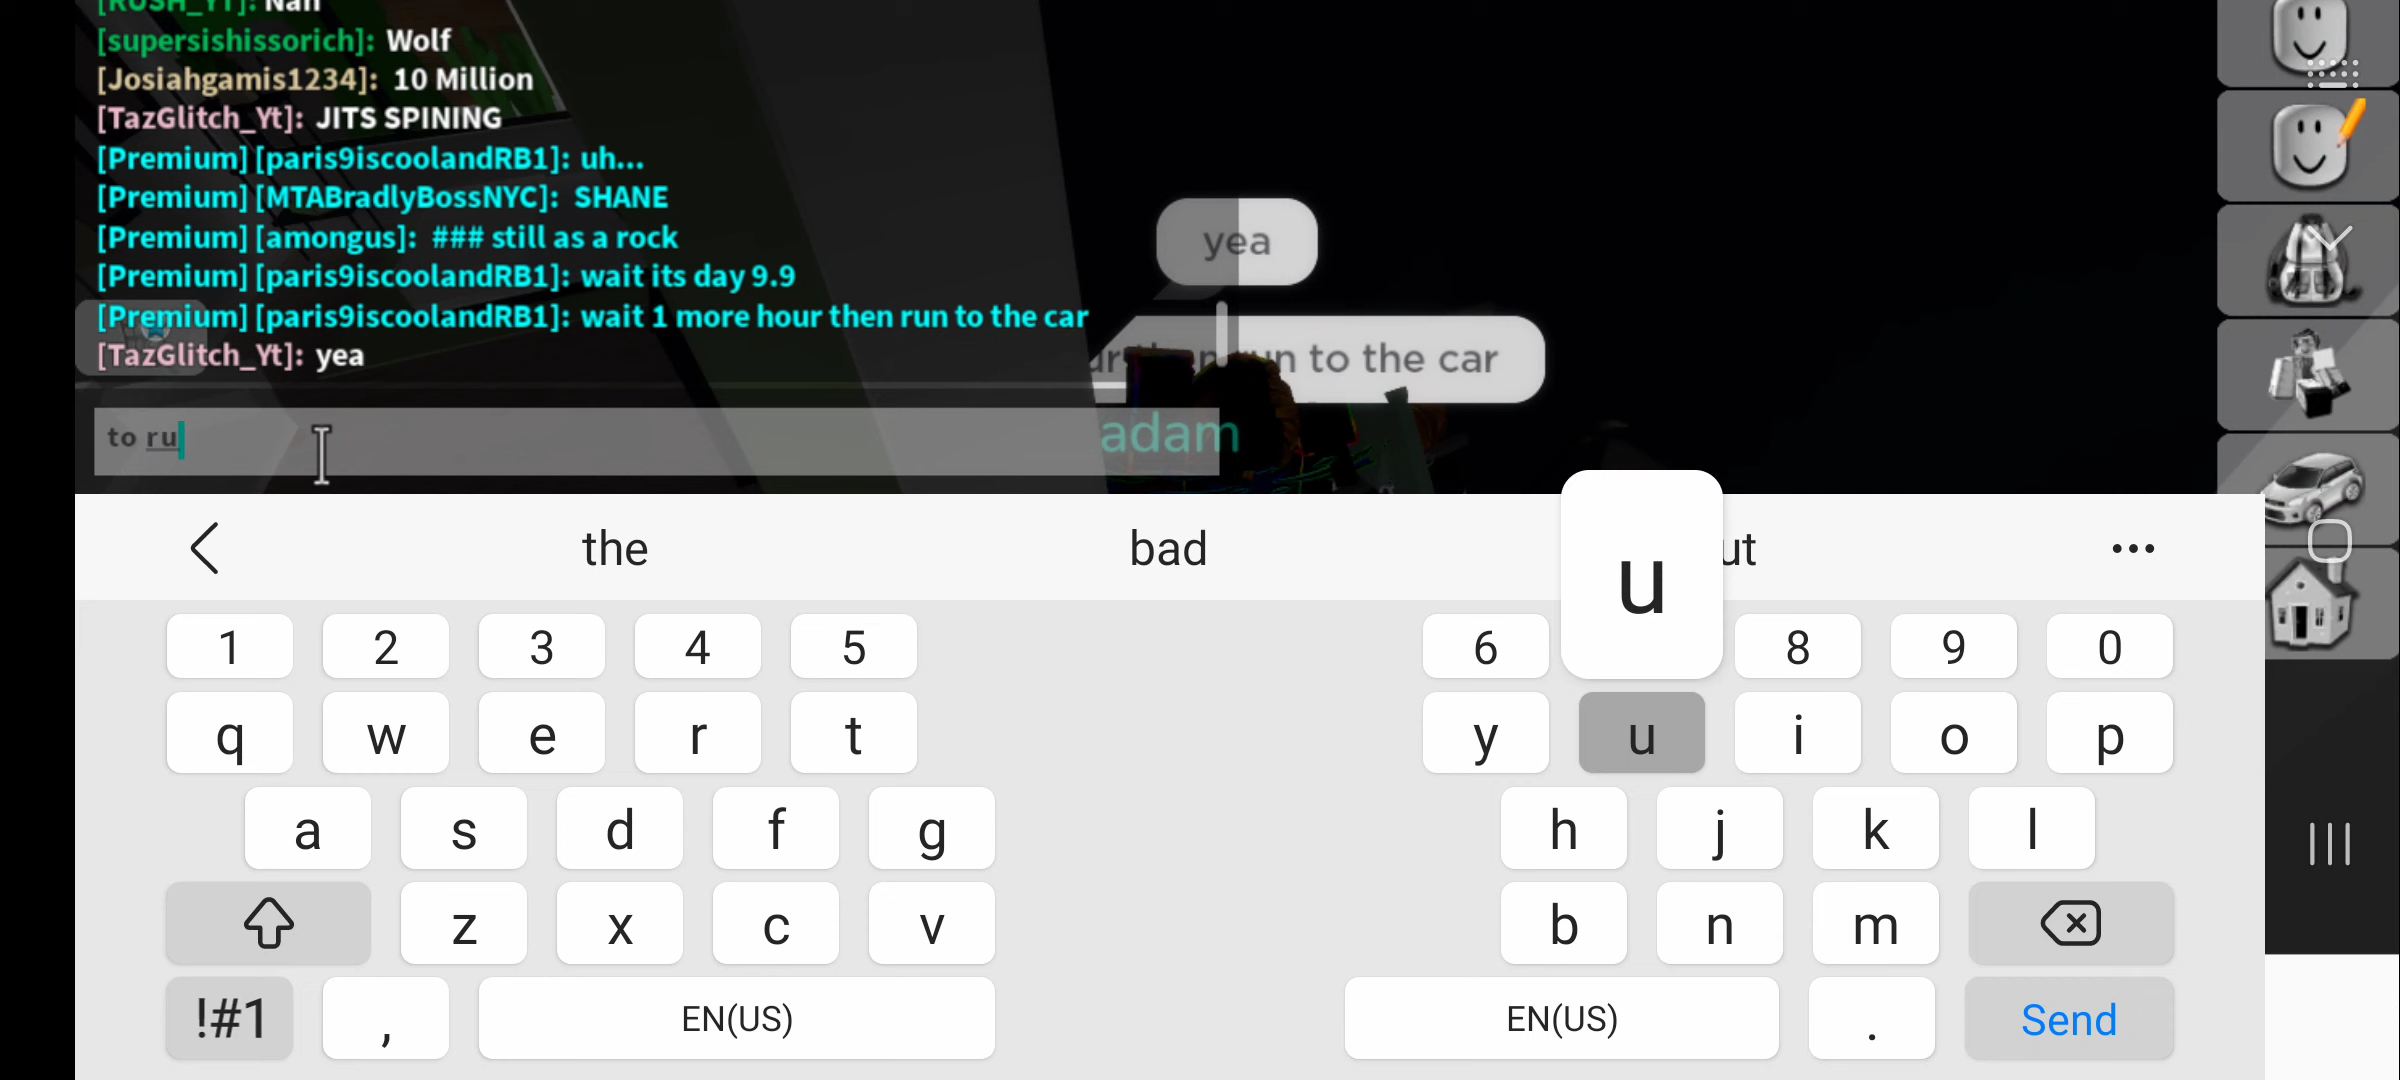 [RUSH_YT]: Nah
[supersishissorich]: Wolf
[Josiahgamis1234]: 10 Million
[TazGlitch_Yt]: JITS SPINING
[Premium] [paris9iscoolandRB1]: uh...
[Premium] [MTABradlyBossNYC]: SHANE
[Premium] [amongus]: ### still as a rock
[Premium] [paris9iscoolandRB1]: wait its day 9.9
[Premium] [paris9iscoolandRB1]: wait 1 more hour then run to the car
[TazGlitch_Yt]: yea
yea
run to the car
adam
to ru
the bad ut
u
1 2 3 4 5 6 8 9 0
q w e r t y u i o p
a s d f g h j k l
z x c v b n m
!#1 , EN(US) EN(US) . Send